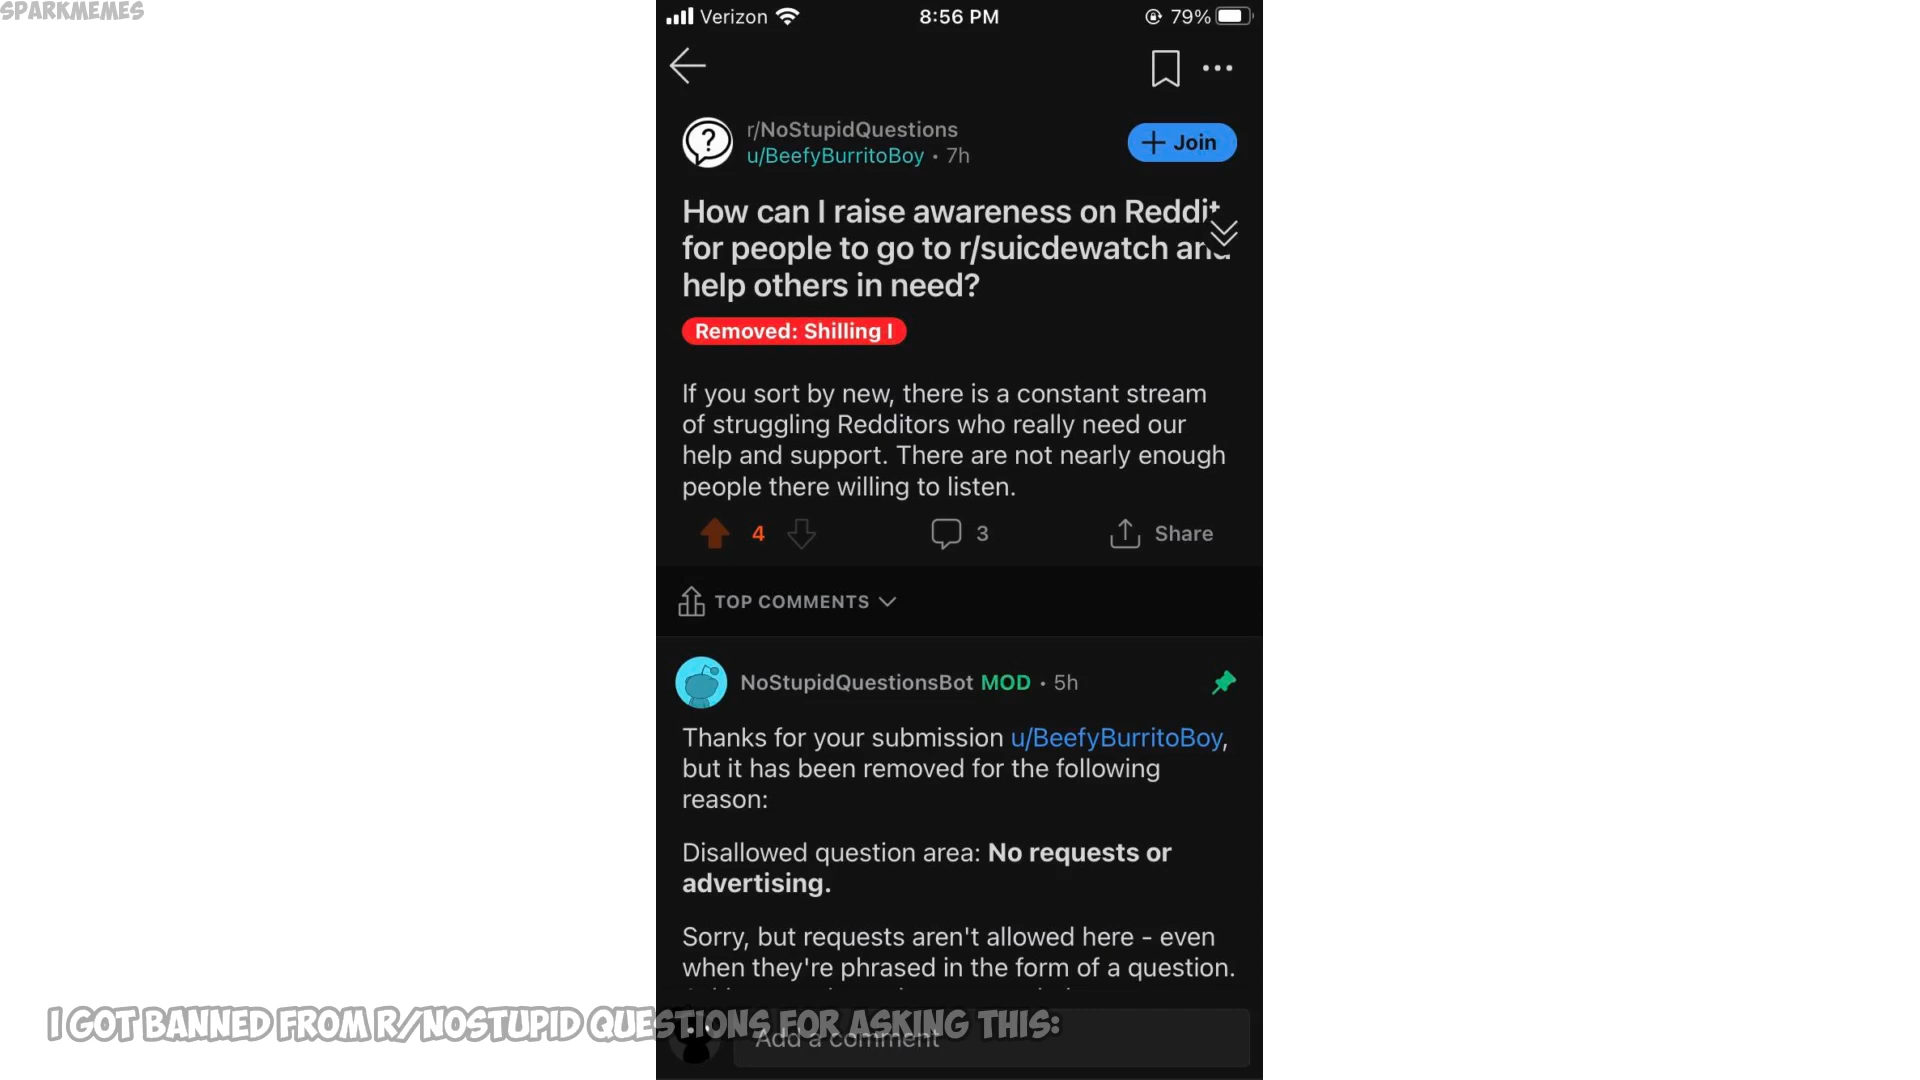 SPARKMEMES
Verizon
8:56 PM
79%
r/NoStupidQuestions
u/BeefyBurritoBoy • 7h
+ Join
How can I raise awareness on Reddit
for people to go to r/suicdewatch and
help others in need?
Removed: Shilling I
If you sort by new, there is a constant stream
of struggling Redditors who really need our
help and support. There are not nearly enough
people there willing to listen.
4
3
Share
TOP COMMENTS
NoStupidQuestionsBot MOD • 5h
Thanks for your submission u/BeefyBurritoBoy,
but it has been removed for the following
reason:
Disallowed question area: No requests or
advertising.
Sorry, but requests aren't allowed here - even
when they're phrased in the form of a question.
I GOT BANNED FROM R/NOSTUPID QUESTIONS FOR ASKING THIS:
Add a comment